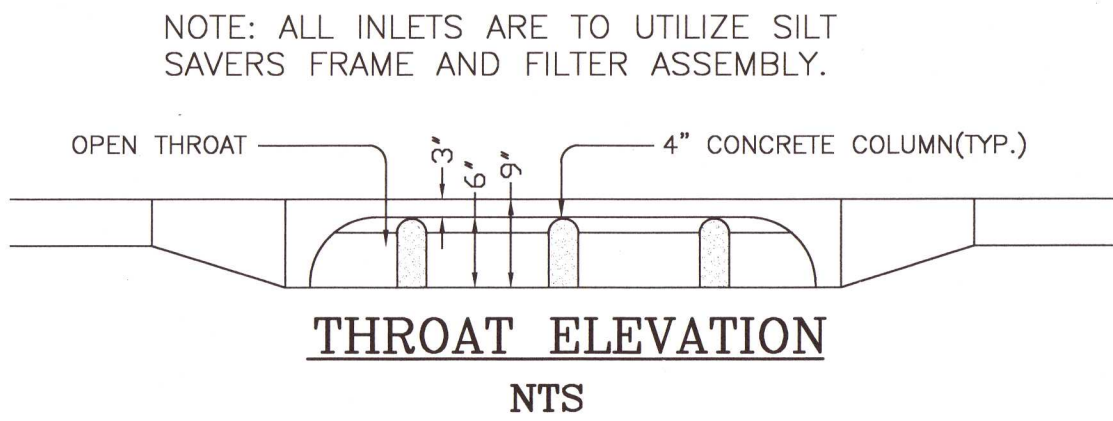 NOTE: ALL INLETS ARE TO UTILIZE SILT
SAVERS FRAME AND FILTER ASSEMBLY.
OPEN THROAT
3"
6"
9"
4" CONCRETE COLUMN(TYP.)
THROAT ELEVATION
NTS